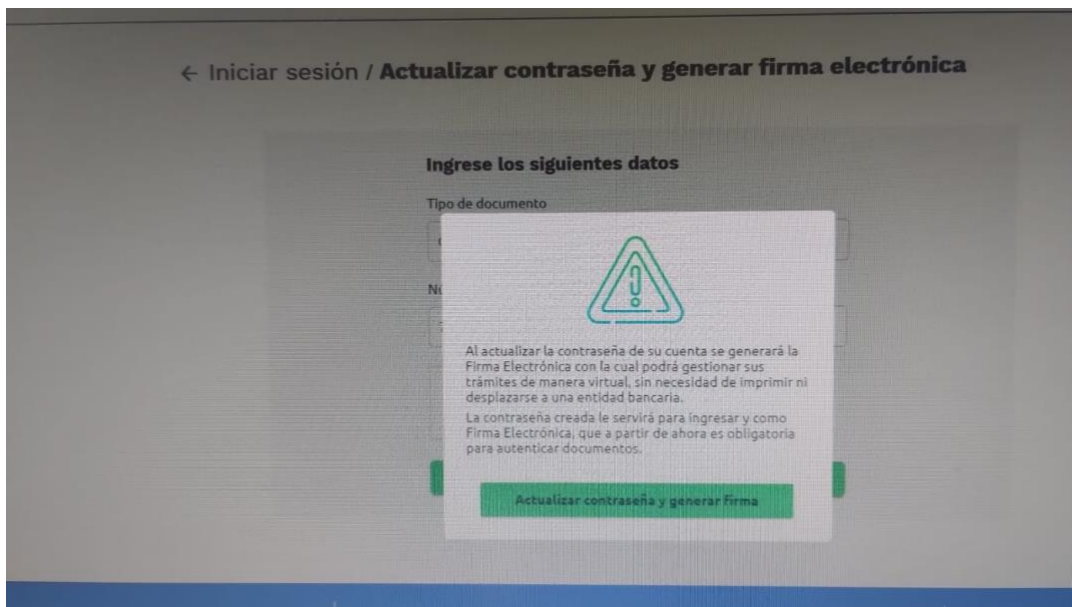 ← Iniciar sesión / Actualizar contraseña y generar firma electrónica
Ingrese los siguientes datos
Tipo de documento
Al actualizar la contraseña de su cuenta se generará la
Firma Electrónica con la cual podrá gestionar sus
trámites de manera virtual, sin necesidad de imprimir ni
desplazarse a una entidad bancaria.
La contraseña creada le servirá para ingresar y como
Firma Electrónica, que a partir de ahora es obligatoria
para autenticar documentos.
Actualizar contraseña y generar firma